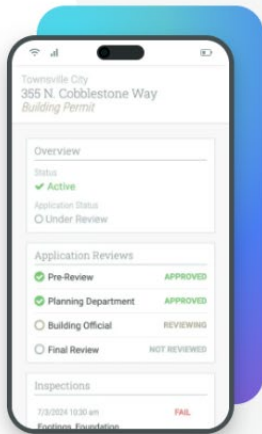 Townsville City
355 N. Cobblestone Way
Building Permit
Overview
Status
Active
Application Status
Under Review
Application Reviews
Pre-Review APPROVED
Planning Department APPROVED
Building Official REVIEWING
Final Review NOT REVIEWED
Inspections
7/3/2024 10:30 am FAIL
Footings, Foundation